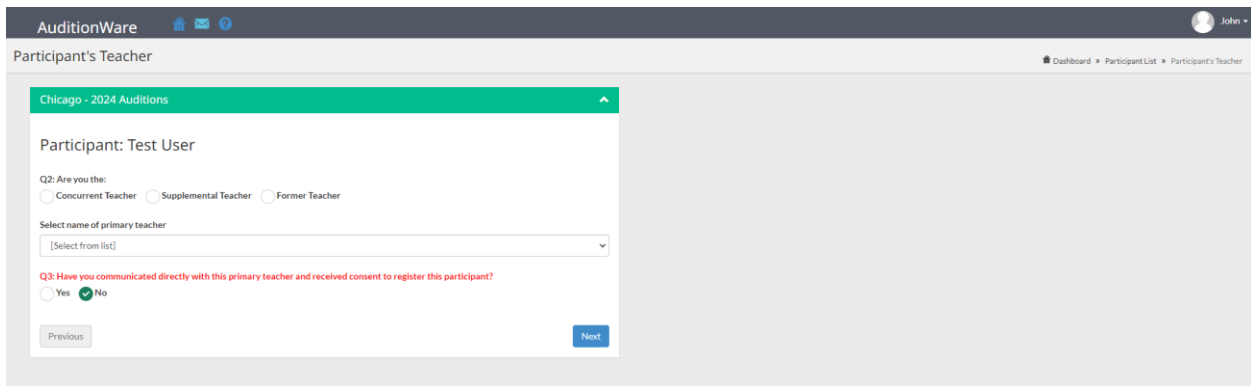 AuditionWare
John
Participant's Teacher
Dashboard » Participant List » Participant's Teacher
Chicago - 2024 Auditions
Participant: Test User
Q2: Are you the:
Concurrent Teacher Supplemental Teacher Former Teacher
Select name of primary teacher
[Select from list]
Q3: Have you communicated directly with this primary teacher and received consent to register this participant?
Yes No
Previous Next